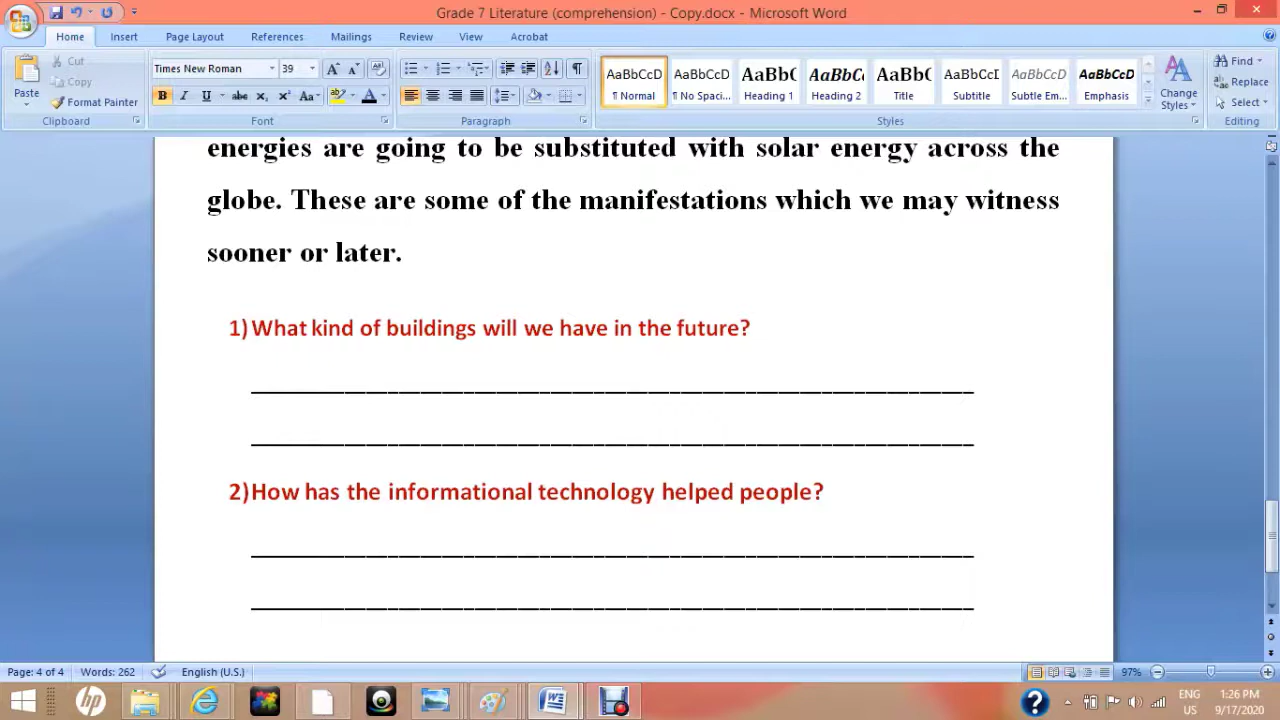 Grade 7 Literature (comprehension) - Copy.docx - Microsoft Word
Home Insert Page Layout References Mailings Review View Acrobat
Paste
Cut
Copy
Format Painter
Clipboard
Times New Roman 39
B I U abc x₂ x² Aa
Font
Paragraph
AaBbCcD AaBbCcD AaBbC AaBbCc AaBbC AaBbCcI AaBbCcD AaBbCcD
¶ Normal ¶ No Spaci... Heading 1 Heading 2 Title Subtitle Subtle Em... Emphasis
Styles
Change Styles
Find
Replace
Select
Editing
energies are going to be substituted with solar energy across the
globe. These are some of the manifestations which we may witness
sooner or later.
1) What kind of buildings will we have in the future?
2) How has the informational technology helped people?
Page: 4 of 4 Words: 262 English (U.S.) 97%
hp
ENG 1:26 PM
US 9/17/2020